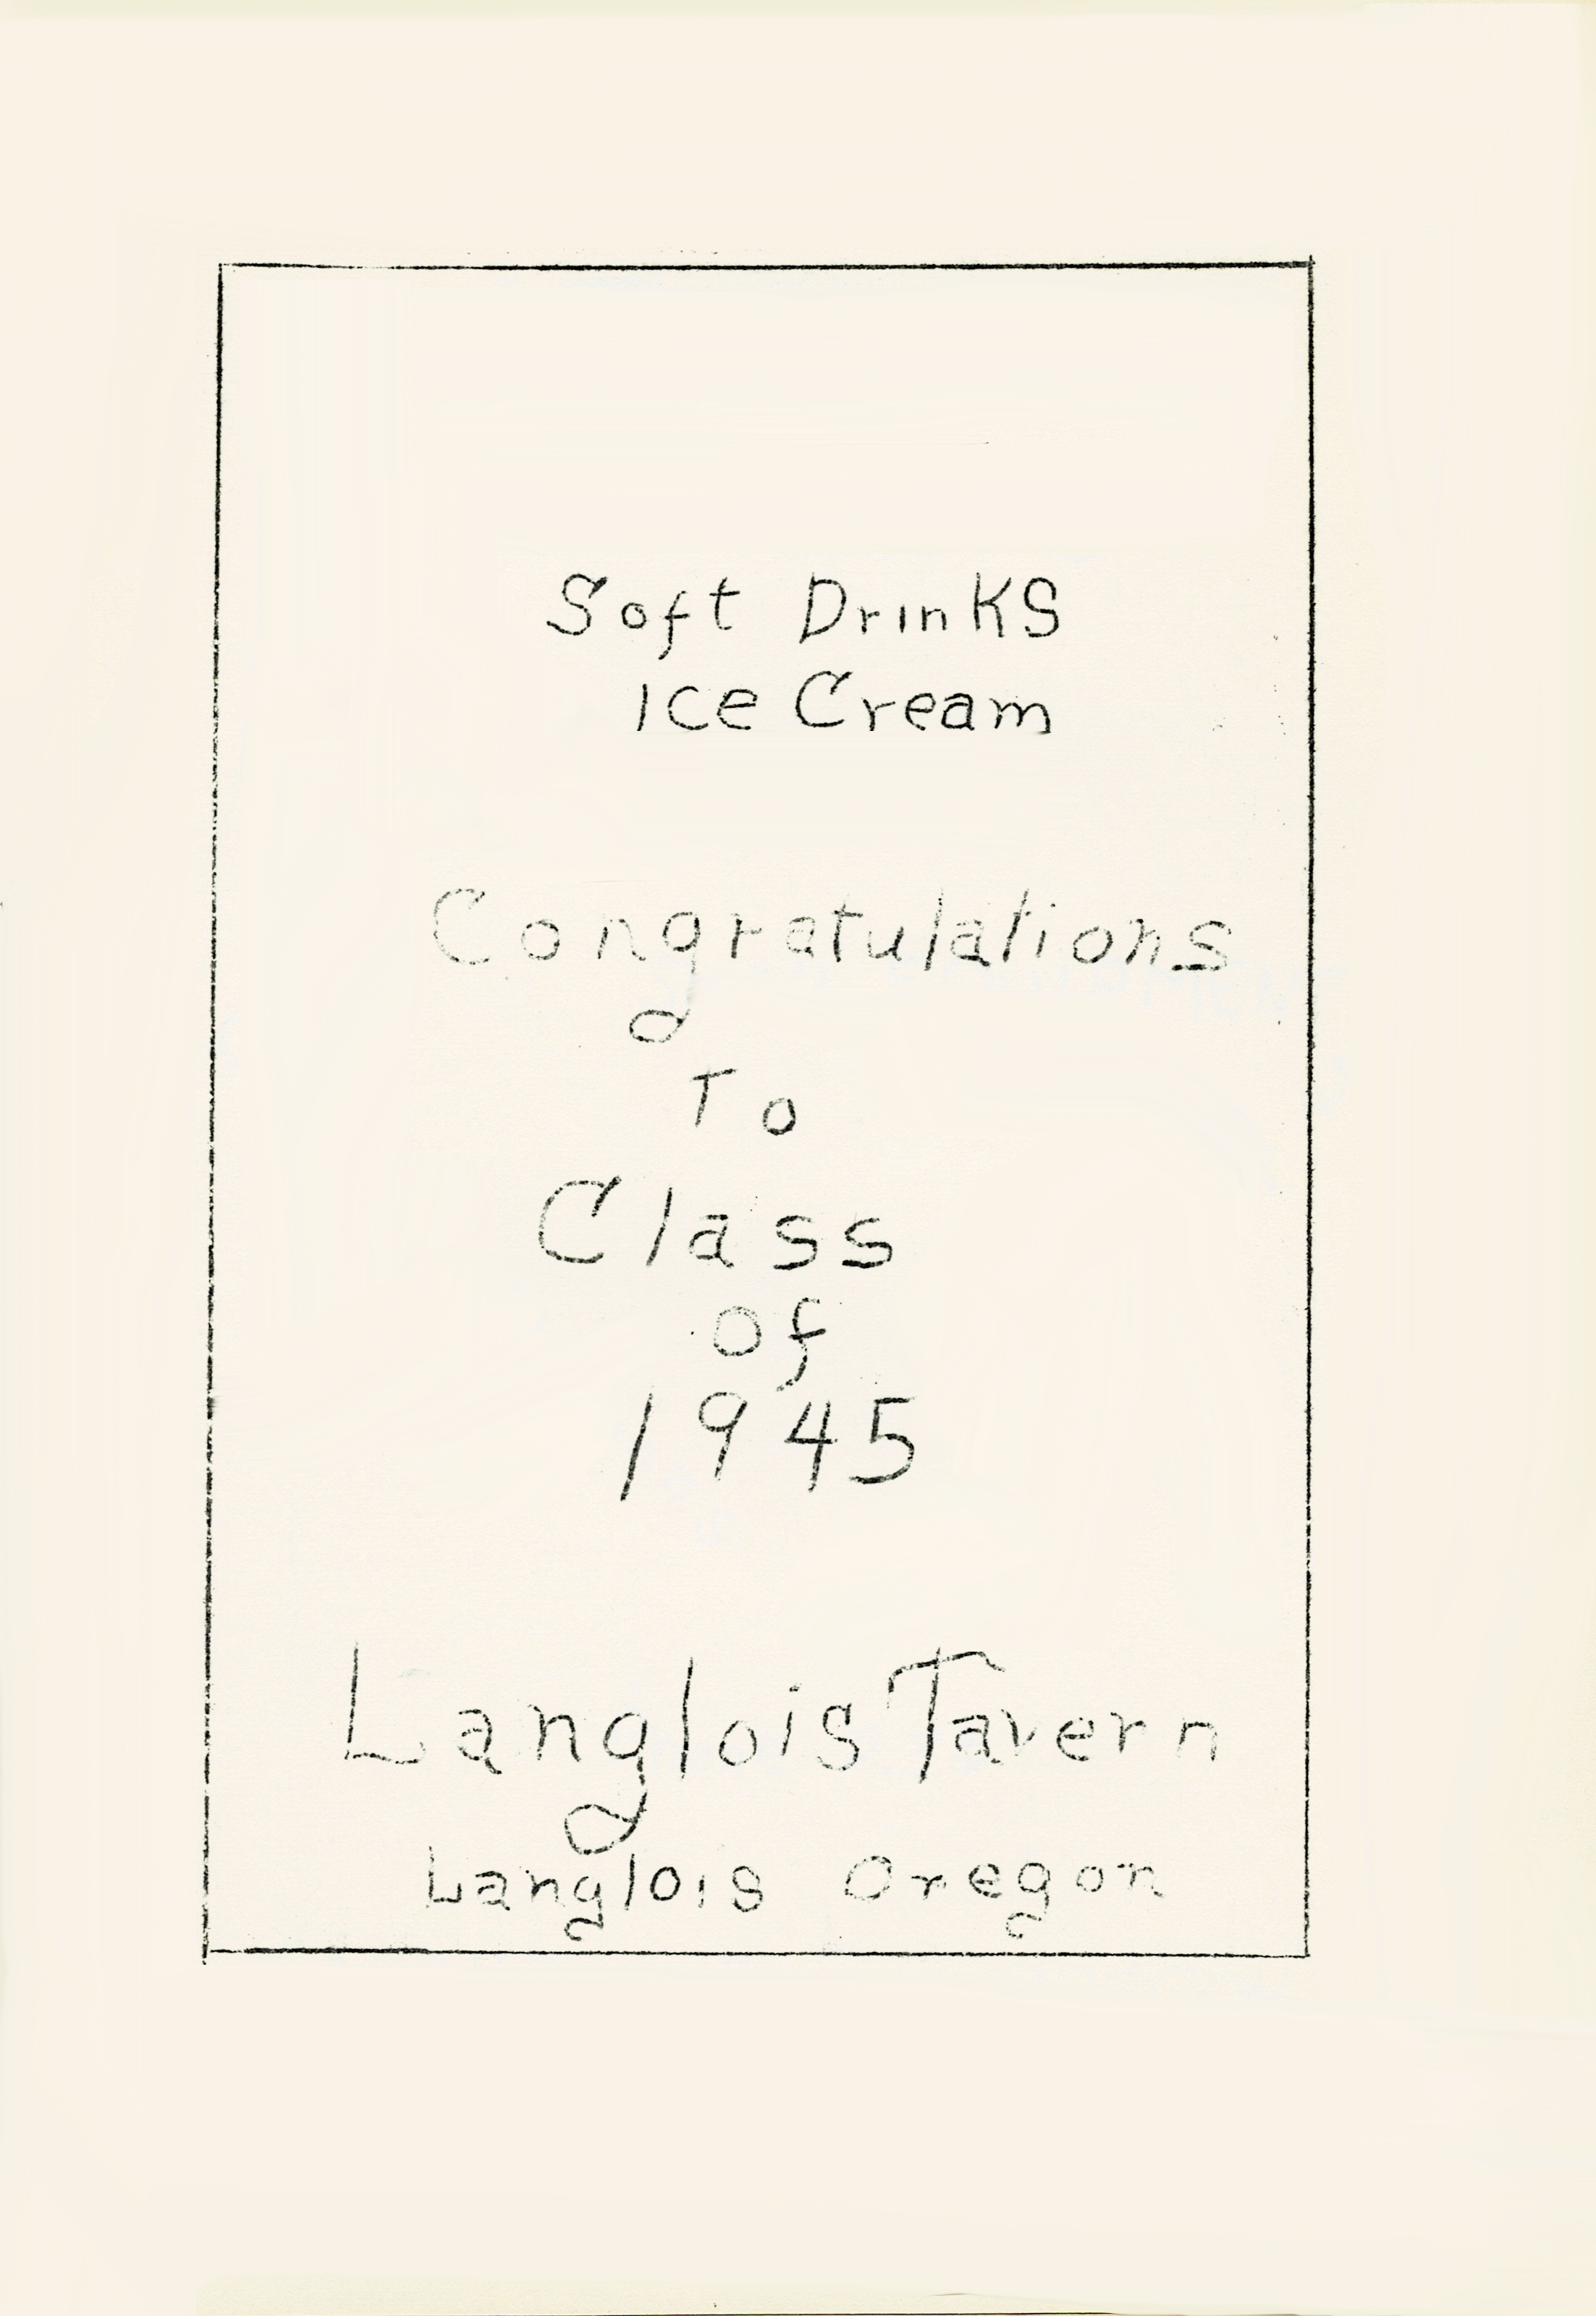 Soft DrinKS
Ice Cream
Congratulations
To
Class
of
1945
Langlois Tavern
Langlois Oregon